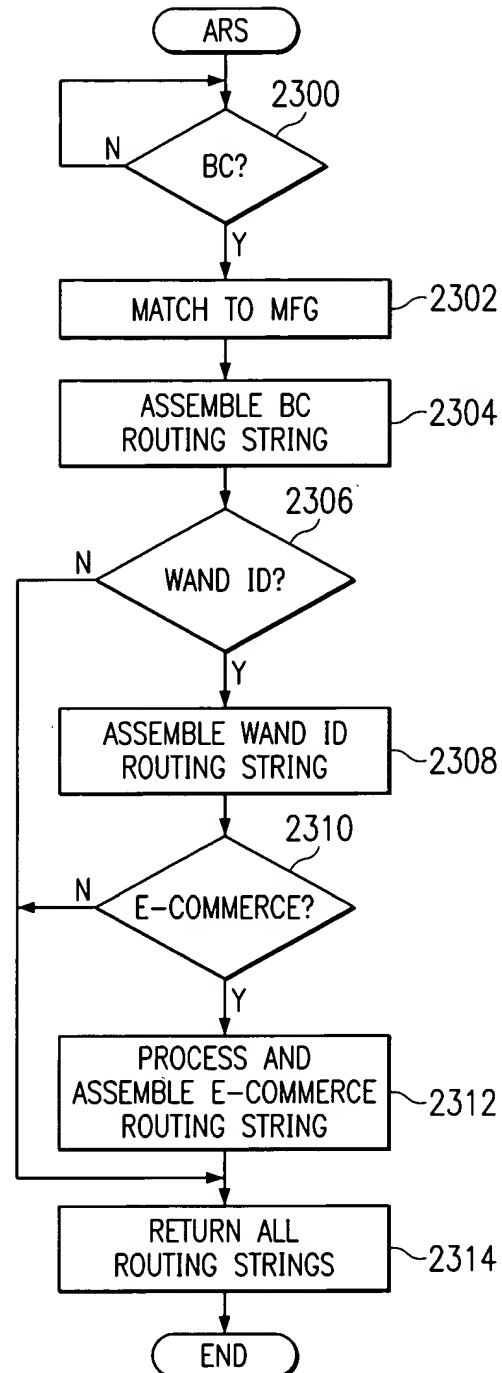 ARS
2300
N
BC?
Y
MATCH TO MFG
2302
ASSEMBLE BC
ROUTING STRING
2304
2306
N
WAND ID?
Y
ASSEMBLE WAND ID
ROUTING STRING
2308
2310
N
E-COMMERCE?
Y
PROCESS AND
ASSEMBLE E-COMMERCE
ROUTING STRING
2312
RETURN ALL
ROUTING STRINGS
2314
END